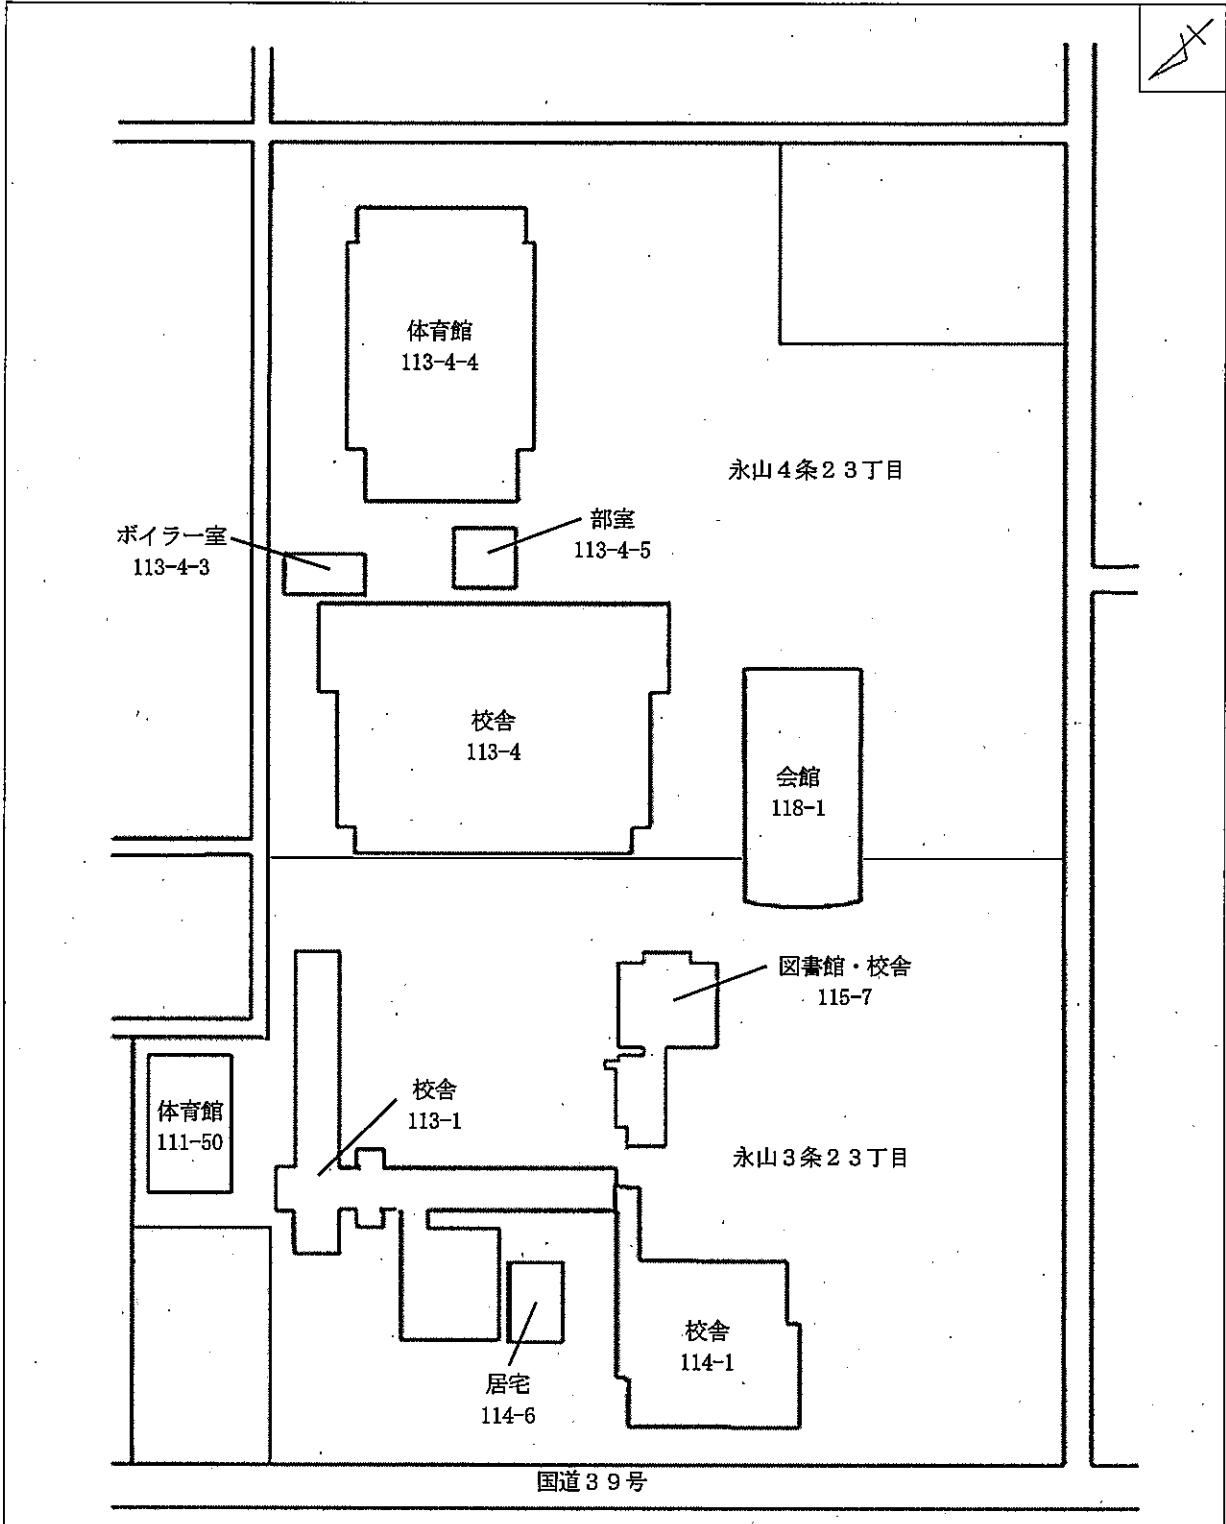 体育館
113-4-4
永山4条23丁目
ボイラー室
113-4-3
部室
113-4-5
校舎
113-4
会館
118-1
図書館・校舎
115-7
校舎
113-1
体育館
111-50
永山3条23丁目
校舎
114-1
居宅
114-6
国道39号